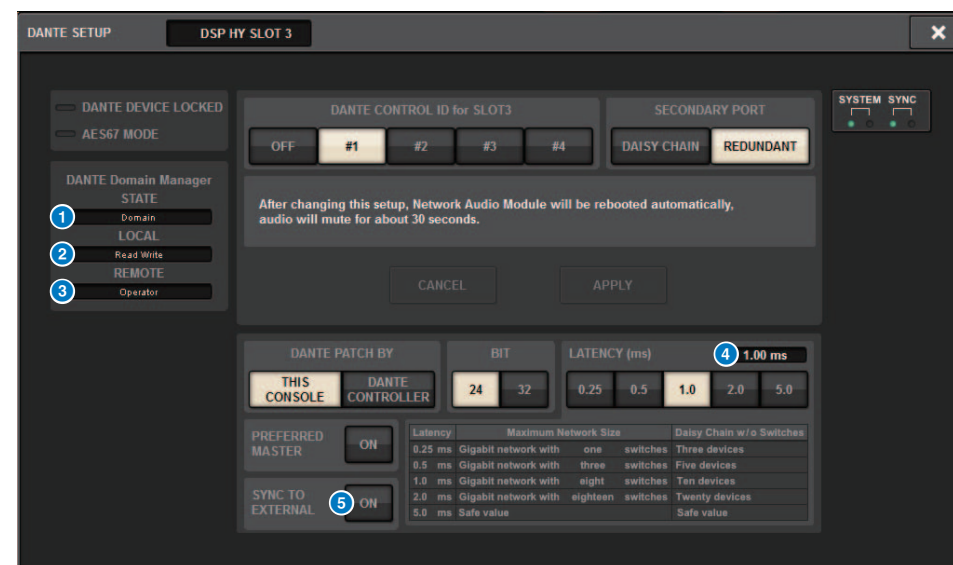 DANTE SETUP DSP HY SLOT 3
DANTE DEVICE LOCKED
AES67 MODE
DANTE Domain Manager
STATE
1 Domain
LOCAL
2 Read Write
REMOTE
3 Operator
DANTE CONTROL ID for SLOT3
OFF #1 #2 #3 #4
SECONDARY PORT
DAISY CHAIN REDUNDANT
SYSTEM SYNC
After changing this setup, Network Audio Module will be rebooted automatically,
audio will mute for about 30 seconds.
CANCEL APPLY
DANTE PATCH BY
THIS
CONSOLE
DANTE
CONTROLLER
BIT
24 32
LATENCY (ms) 4 1.00 ms
0.25 0.5 1.0 2.0 5.0
PREFERRED
MASTER
ON
SYNC TO
EXTERNAL
5 ON
Latency Maximum Network Size Daisy Chain w/o Switches
0.25 ms Gigabit network with one switches Three devices
0.5 ms Gigabit network with three switches Five devices
1.0 ms Gigabit network with eight switches Ten devices
2.0 ms Gigabit network with eighteen switches Twenty devices
5.0 ms Safe value Safe value